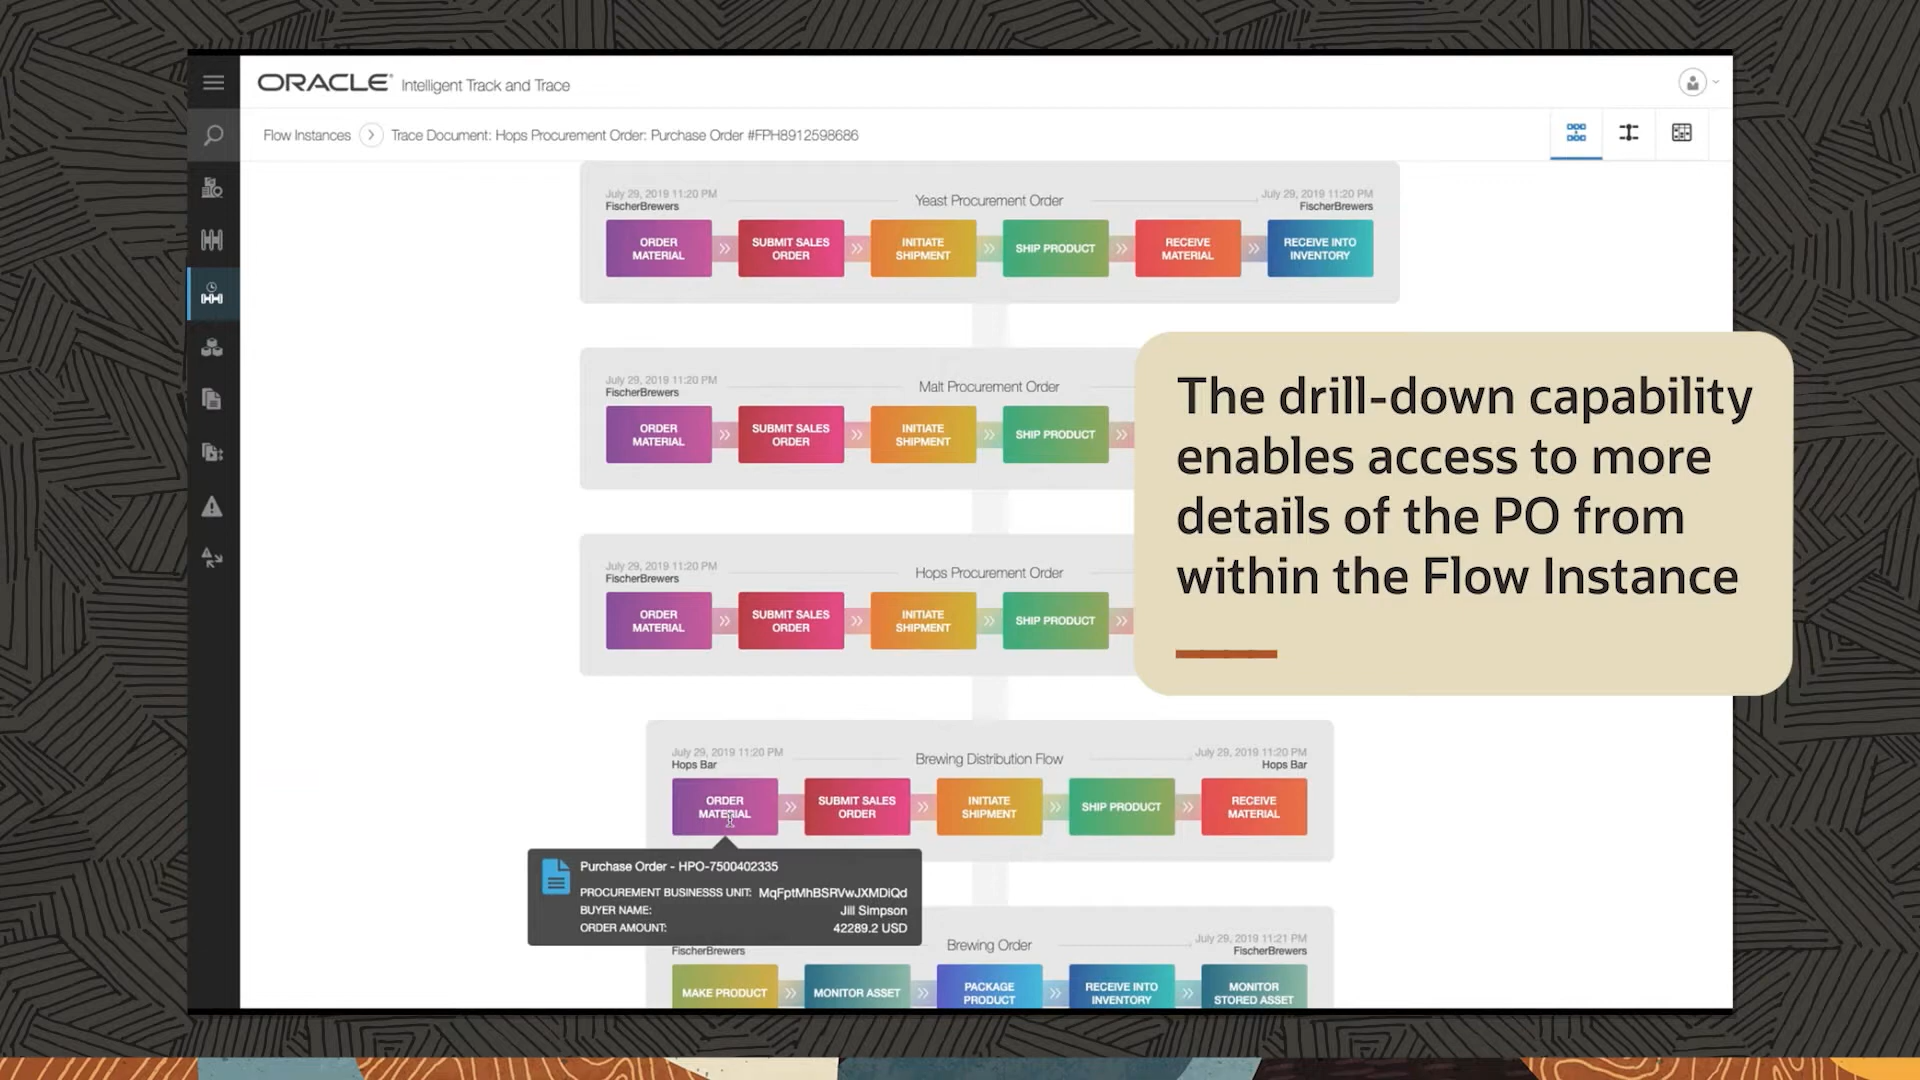 ORACLE Intelligent Track and Trace
Flow Instances Trace Document: Hops Procurement Order: Purchase Order #FPH8912598686
July 29, 2019 11:20 PM Yeast Procurement Order July 29, 2019 11:20 PM
FischerBrewers FischerBrewers
ORDER MATERIAL SUBMIT SALES ORDER INITIATE SHIPMENT SHIP PRODUCT RECEIVE MATERIAL RECEIVE INTO INVENTORY
July 29, 2019 11:20 PM Malt Procurement Order
FischerBrewers
ORDER MATERIAL SUBMIT SALES ORDER INITIATE SHIPMENT SHIP PRODUCT
The drill-down capability
enables access to more
details of the PO from
within the Flow Instance
July 29, 2019 11:20 PM Hops Procurement Order
FischerBrewers
ORDER MATERIAL SUBMIT SALES ORDER INITIATE SHIPMENT SHIP PRODUCT
July 29, 2019 11:20 PM Brewing Distribution Flow July 29, 2019 11:20 PM
Hops Bar Hops Bar
ORDER MATERIAL SUBMIT SALES ORDER INITIATE SHIPMENT SHIP PRODUCT RECEIVE MATERIAL
Purchase Order - HPO-7500402335
PROCUREMENT BUSINESSS UNIT: MqFptMhBSRVwJXMDiQd
BUYER NAME: Jill Simpson
ORDER AMOUNT: 42289.2 USD
Brewing Order July 29, 2019 11:21 PM
FischerBrewers FischerBrewers
MAKE PRODUCT MONITOR ASSET PACKAGE PRODUCT RECEIVE INTO INVENTORY MONITOR STORED ASSET